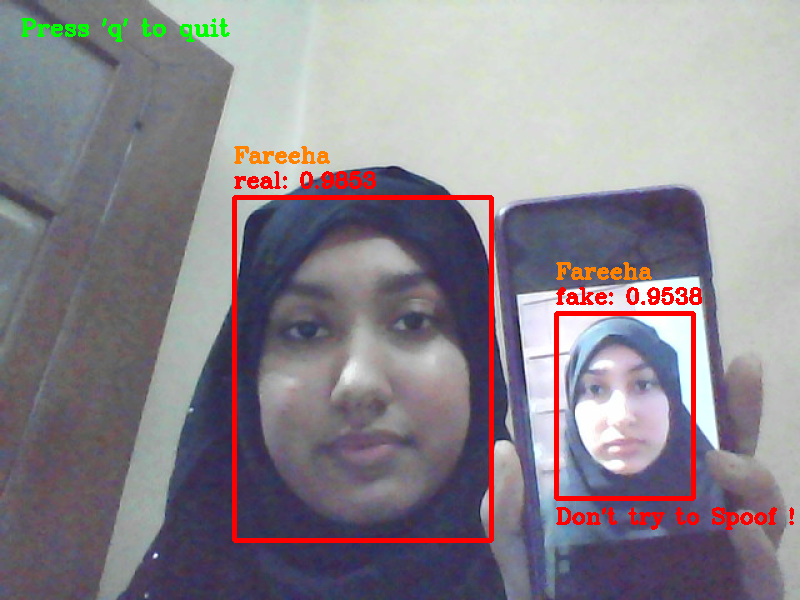 Press 'q' to quit
Fareeha
real: 0.9853
Fareeha
fake: 0.9538
Don't try to Spoof !